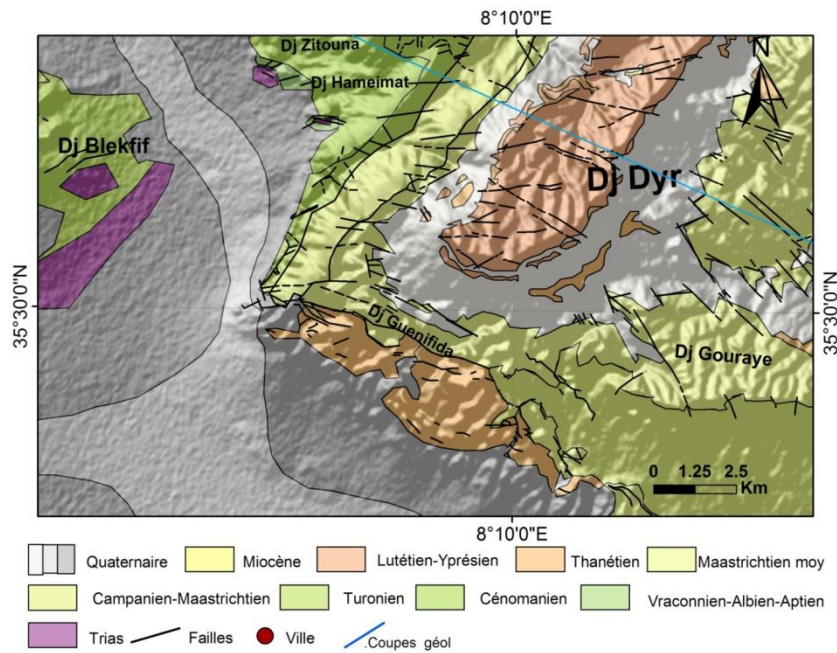 8°10'0"E
Dj Zitouna
N
Dj Hameimat
Dj Blekfif
Dj Dyr
35°30'0"N
35°30'0"N
Dj Guenifida
Dj Gouraye
0 1.25 2.5
Km
8°10'0"E
Quaternaire Miocène Lutétien-Yprésien Thanétien Maastrichtien moy
Campanien-Maastrichtien Turonien Cénomanien Vraconnien-Albien-Aptien
Trias Failles Ville .Coupes géol